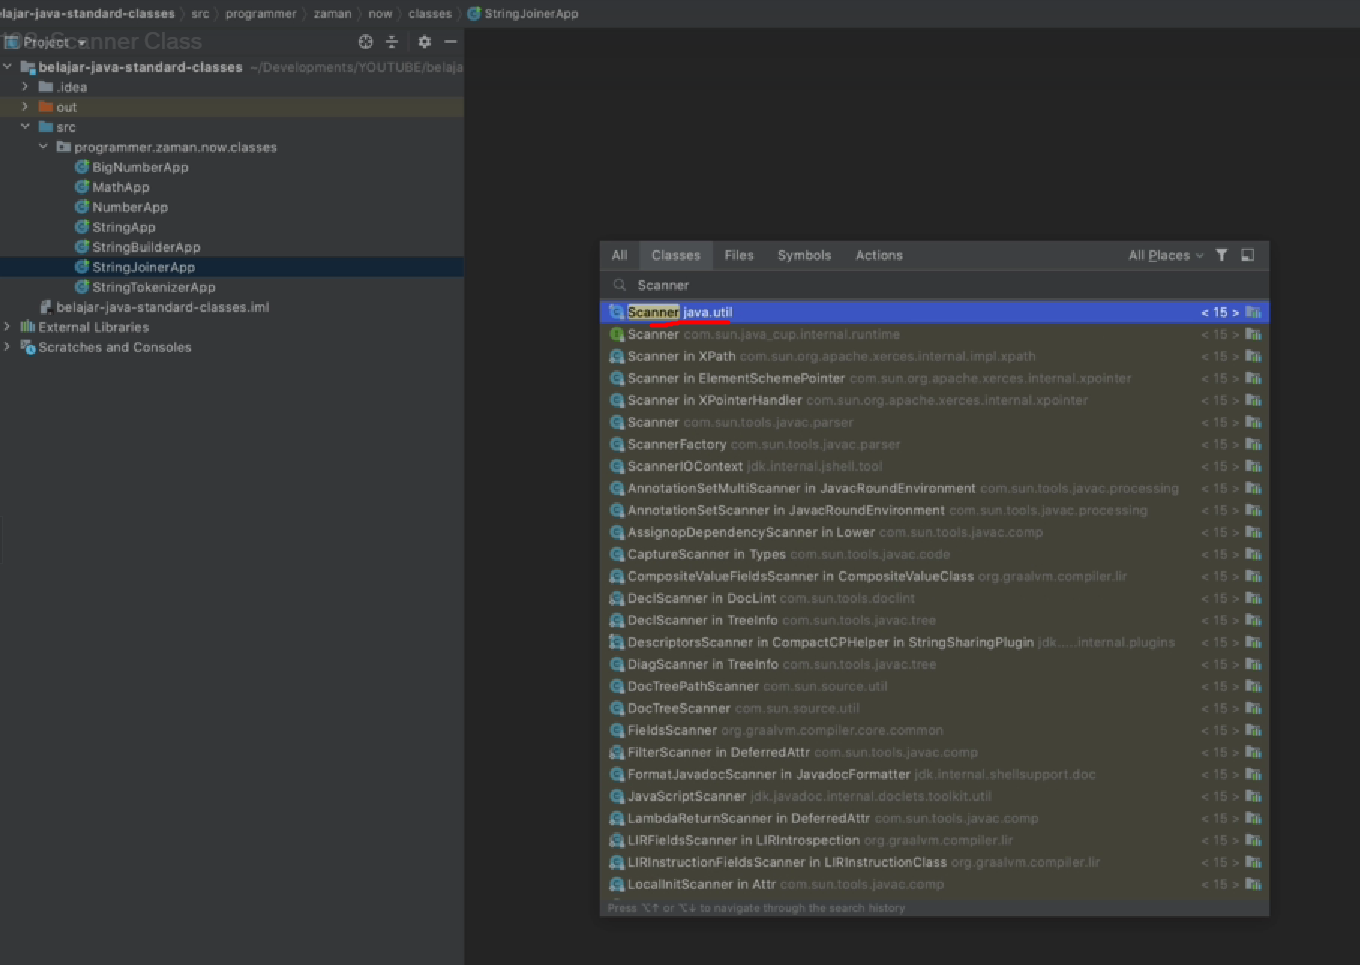 elajar-java-standard-classes src programmer zaman now classes StringJoinerApp
Scanner Class
Project
belajar-java-standard-classes ~/Developments/YOUTUBE/belaja
.idea
out
src
programmer.zaman.now.classes
BigNumberApp
MathApp
NumberApp
StringApp
StringBuilderApp
StringJoinerApp
StringTokenizerApp
belajar-java-standard-classes.iml
External Libraries
Scratches and Consoles
All Classes Files Symbols Actions All Places
Scanner
Scanner java.util < 15 >
Scanner com.sun.java_cup.internal.runtime < 15 >
Scanner in XPath com.sun.org.apache.xerces.internal.impl.xpath < 15 >
Scanner in ElementSchemePointer com.sun.org.apache.xerces.internal.xpointer < 15 >
Scanner in XPointerHandler com.sun.org.apache.xerces.internal.xpointer < 15 >
Scanner com.sun.tools.javac.parser < 15 >
ScannerFactory com.sun.tools.javac.parser < 15 >
ScannerIOContext jdk.internal.jshell.tool < 15 >
AnnotationSetMultiScanner in JavacRoundEnvironment com.sun.tools.javac.processing < 15 >
AnnotationSetScanner in JavacRoundEnvironment com.sun.tools.javac.processing < 15 >
AssignopDependencyScanner in Lower com.sun.tools.javac.comp < 15 >
CaptureScanner in Types com.sun.tools.javac.code < 15 >
CompositeValueFieldsScanner in CompositeValueClass org.graalvm.compiler.lir < 15 >
DeclScanner in DocLint com.sun.tools.doclint < 15 >
DeclScanner in TreeInfo com.sun.tools.javac.tree < 15 >
DescriptorsScanner in CompactCPHelper in StringSharingPlugin jdk.....internal.plugins < 15 >
DiagScanner in TreeInfo com.sun.tools.javac.tree < 15 >
DocTreePathScanner com.sun.source.util < 15 >
DocTreeScanner com.sun.source.util < 15 >
FieldsScanner org.graalvm.compiler.core.common < 15 >
FilterScanner in DeferredAttr com.sun.tools.javac.comp < 15 >
FormatJavadocScanner in JavadocFormatter jdk.internal.shellsupport.doc < 15 >
JavaScriptScanner jdk.javadoc.internal.doclets.toolkit.util < 15 >
LambdaReturnScanner in DeferredAttr com.sun.tools.javac.comp < 15 >
LIRFieldsScanner in LIRIntrospection org.graalvm.compiler.lir < 15 >
LIRInstructionFieldsScanner in LIRInstructionClass org.graalvm.compiler.lir < 15 >
LocalInitScanner in Attr com.sun.tools.javac.comp < 15 >
Press ⌥↑ or ⌥↓ to navigate through the search history